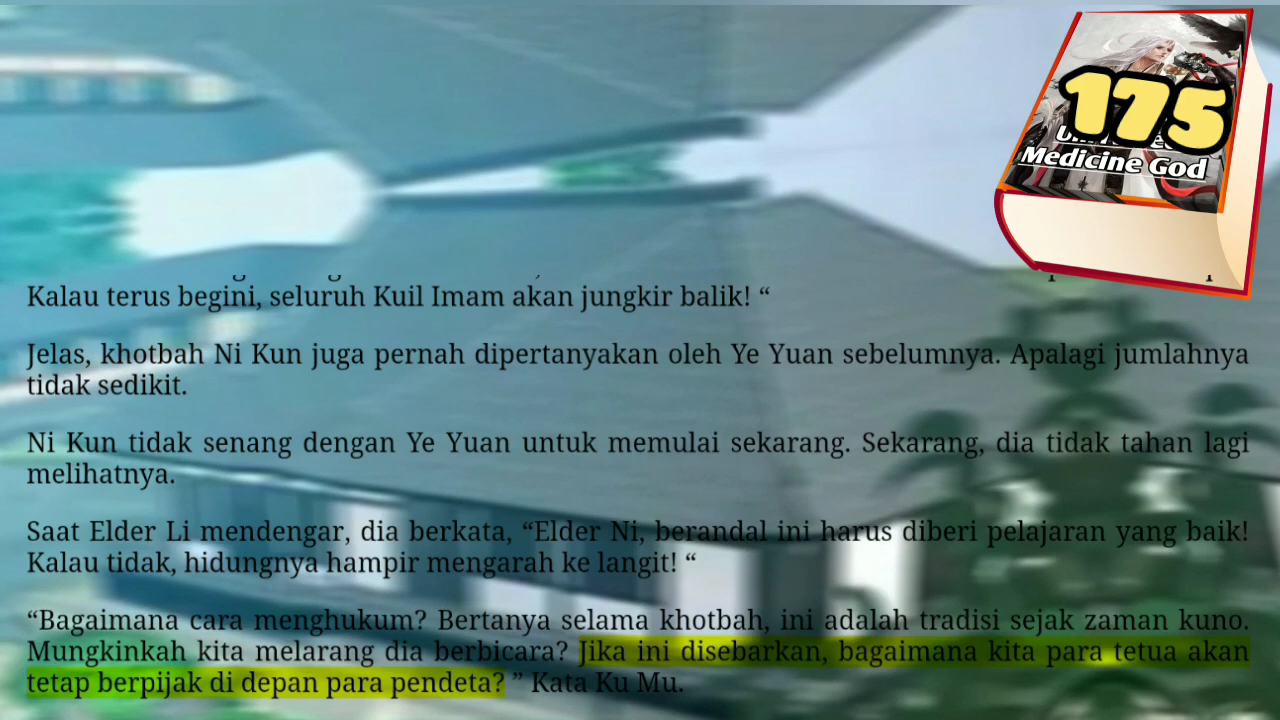 175
Medicine God
Kalau terus begini, seluruh Kuil Imam akan jungkir balik! “
Jelas, khotbah Ni Kun juga pernah dipertanyakan oleh Ye Yuan sebelumnya. Apalagi jumlahnya
tidak sedikit.
Ni Kun tidak senang dengan Ye Yuan untuk memulai sekarang. Sekarang, dia tidak tahan lagi
melihatnya.
Saat Elder Li mendengar, dia berkata, “Elder Ni, berandal ini harus diberi pelajaran yang baik!
Kalau tidak, hidungnya hampir mengarah ke langit! “
“Bagaimana cara menghukum? Bertanya selama khotbah, ini adalah tradisi sejak zaman kuno.
Mungkinkah kita melarang dia berbicara? Jika ini disebarkan, bagaimana kita para tetua akan
tetap berpijak di depan para pendeta? ” Kata Ku Mu.